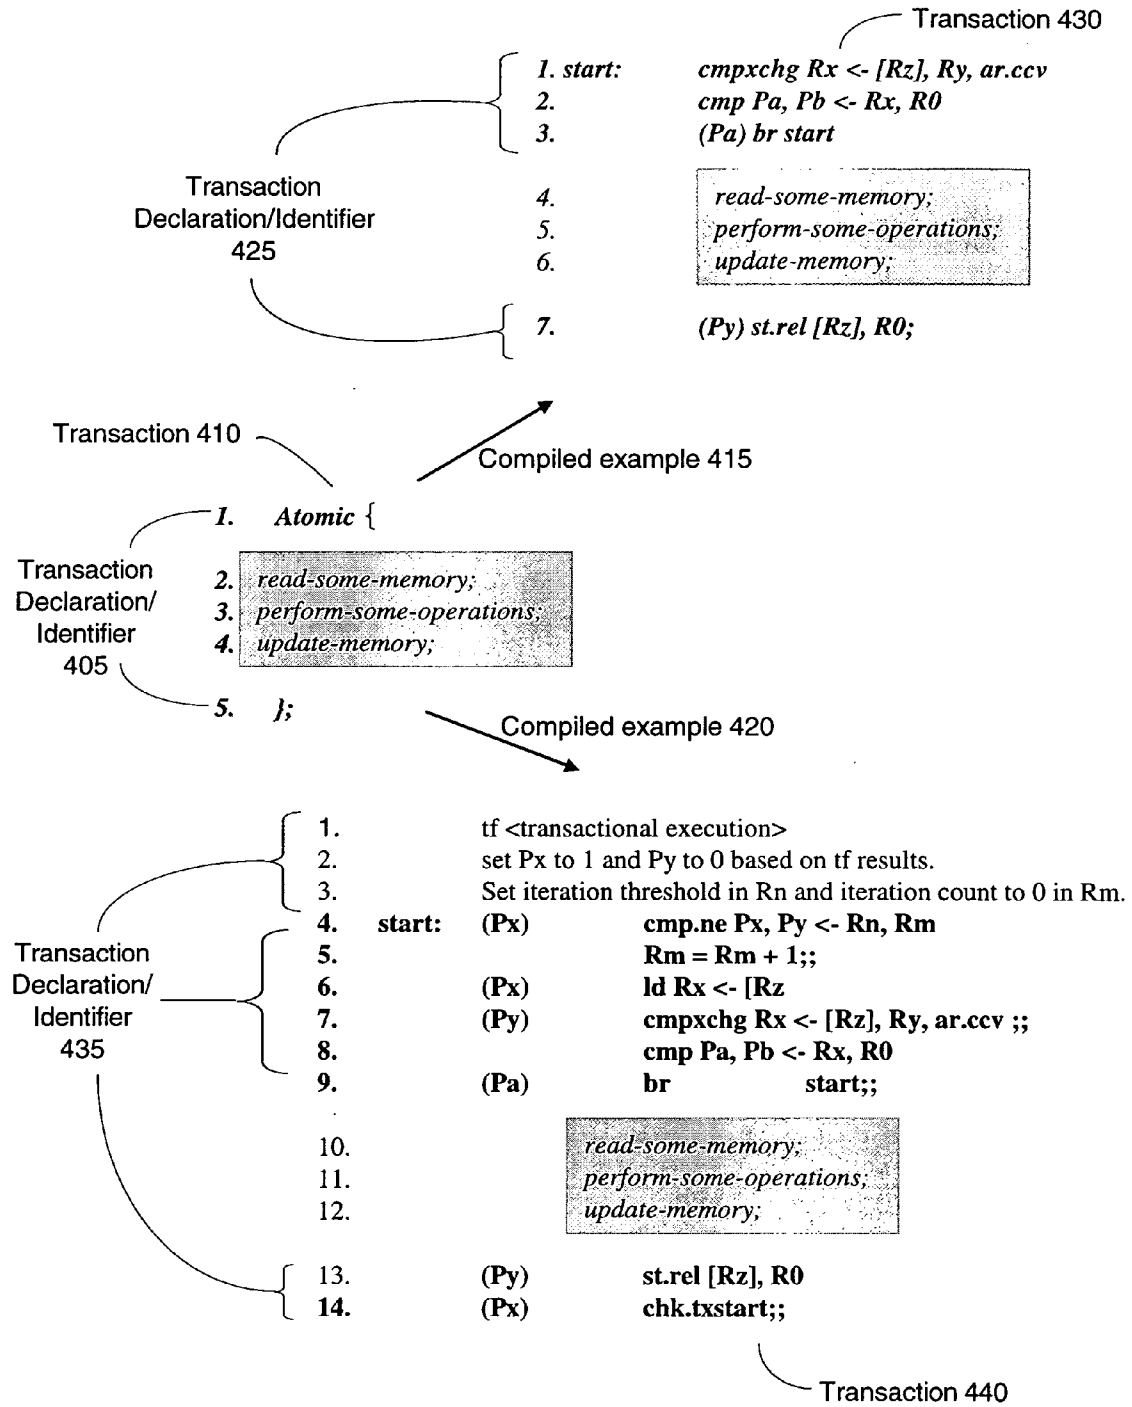 Transaction 430
1. start: cmpxchg Rx <- [Rz], Ry, ar.ccv
2. cmp Pa, Pb <- Rx, R0
3. (Pa) br start
Transaction
Declaration/Identifier
425
4. read-some-memory;
5. perform-some-operations;
6. update-memory;
7. (Py) st.rel [Rz], R0;
Transaction 410
Compiled example 415
1. Atomic {
Transaction
Declaration/
Identifier
405
2. read-some-memory;
3. perform-some-operations;
4. update-memory;
5. };
Compiled example 420
1. tf <transactional execution>
2. set Px to 1 and Py to 0 based on tf results.
3. Set iteration threshold in Rn and iteration count to 0 in Rm.
4. start: (Px) cmp.ne Px, Py <- Rn, Rm
5. Rm = Rm + 1;;
6. (Px) ld Rx <- [Rz
7. (Py) cmpxchg Rx <- [Rz], Ry, ar.ccv ;;
8. cmp Pa, Pb <- Rx, R0
9. (Pa) br start;;
Transaction
Declaration/
Identifier
435
10. read-some-memory;
11. perform-some-operations;
12. update-memory;
13. (Py) st.rel [Rz], R0
14. (Px) chk.txstart;;
Transaction 440